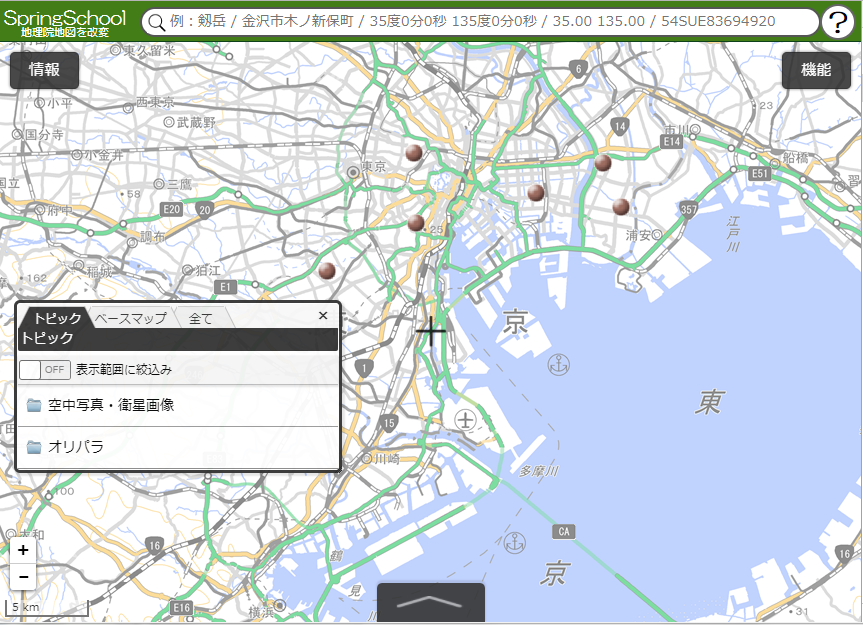 SpringSchool
地理院地図を改変
例：剱岳 / 金沢市木ノ新保町 / 35度0分0秒 135度0分0秒 / 35.00 135.00 / 54SUE83694920
?
情報
機能
東久留米
6
小平
西東京
23
武蔵野
14
国分寺
市川
E14
小金井
船橋
東京
E51
三鷹
58
府中
E20
20
357
江戸川
25
浦安
調布
稲城
狛江
162
E1
トピック
ベースマップ
全て
×
トピック
OFF
表示範囲に絞込み
空中写真・衛星画像
オリパラ
京
1
東
15
川崎
多摩川
100
CA
16
鶴
見
川
京
16
+
−
5 km
E16
横浜
31